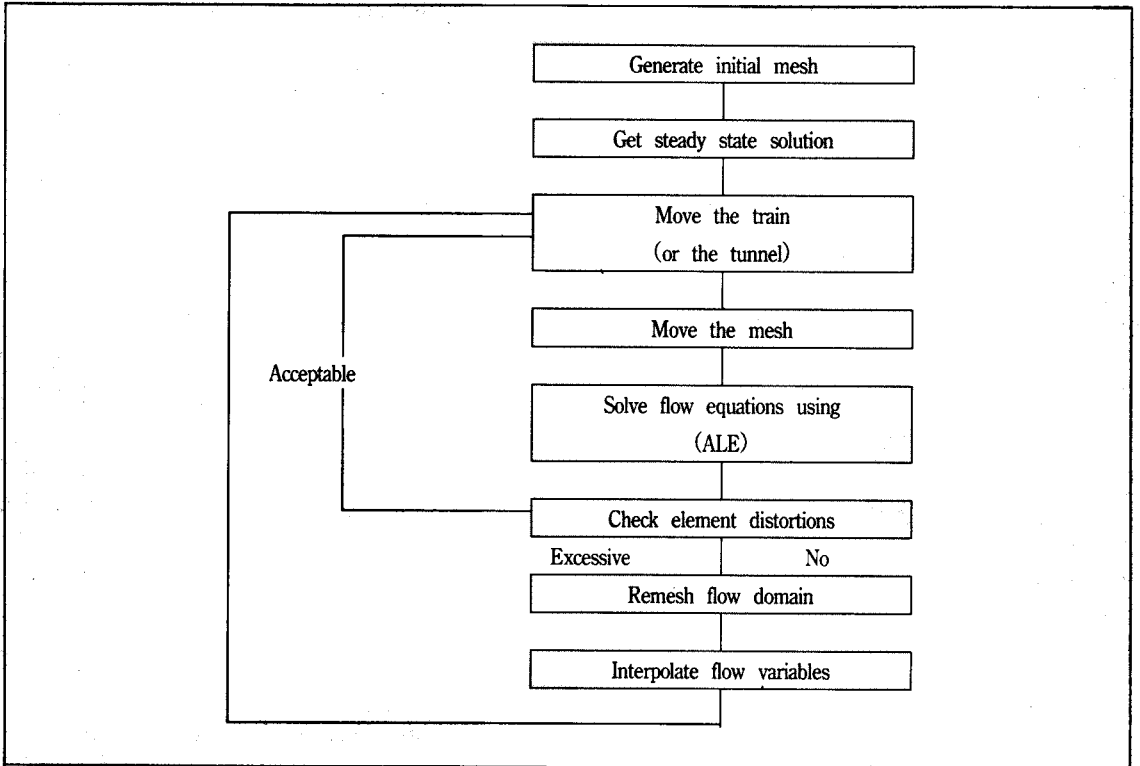 Generate initial mesh
Get steady state solution
Move the train
(or the tunnel)
Move the mesh
Acceptable
Solve flow equations using
(ALE)
Check element distortions
Excessive No
Remesh flow domain
Interpolate flow variables